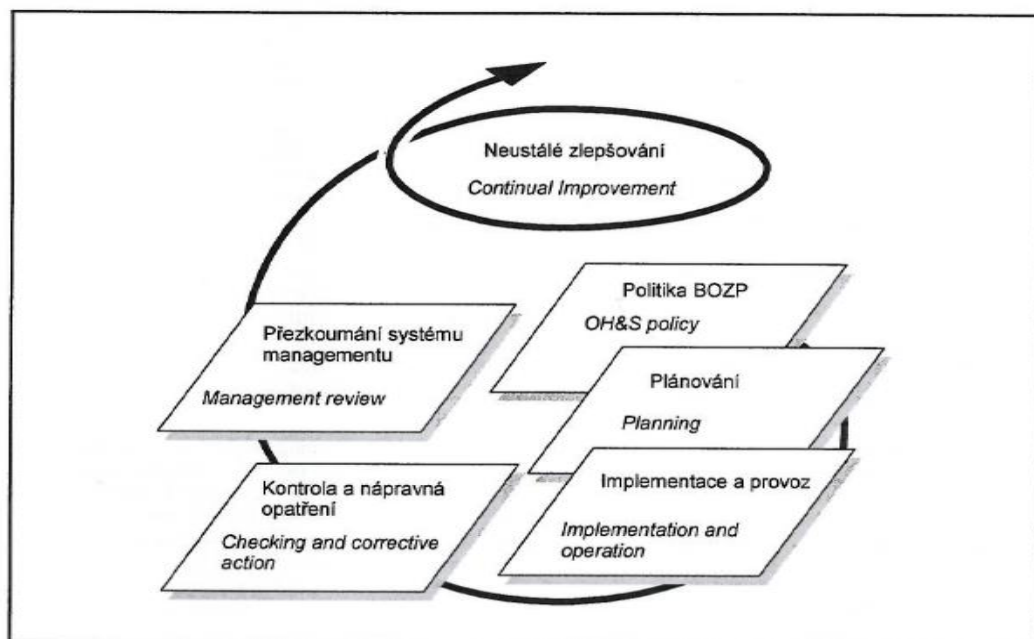 Neustálé zlepšování
Continual Improvement
Politika BOZP
OH&S policy
Plánování
Planning
Implementace a provoz
Implementation and
operation
Kontrola a nápravná
opatření
Checking and corrective
action
Přezkoumání systému
managementu
Management review